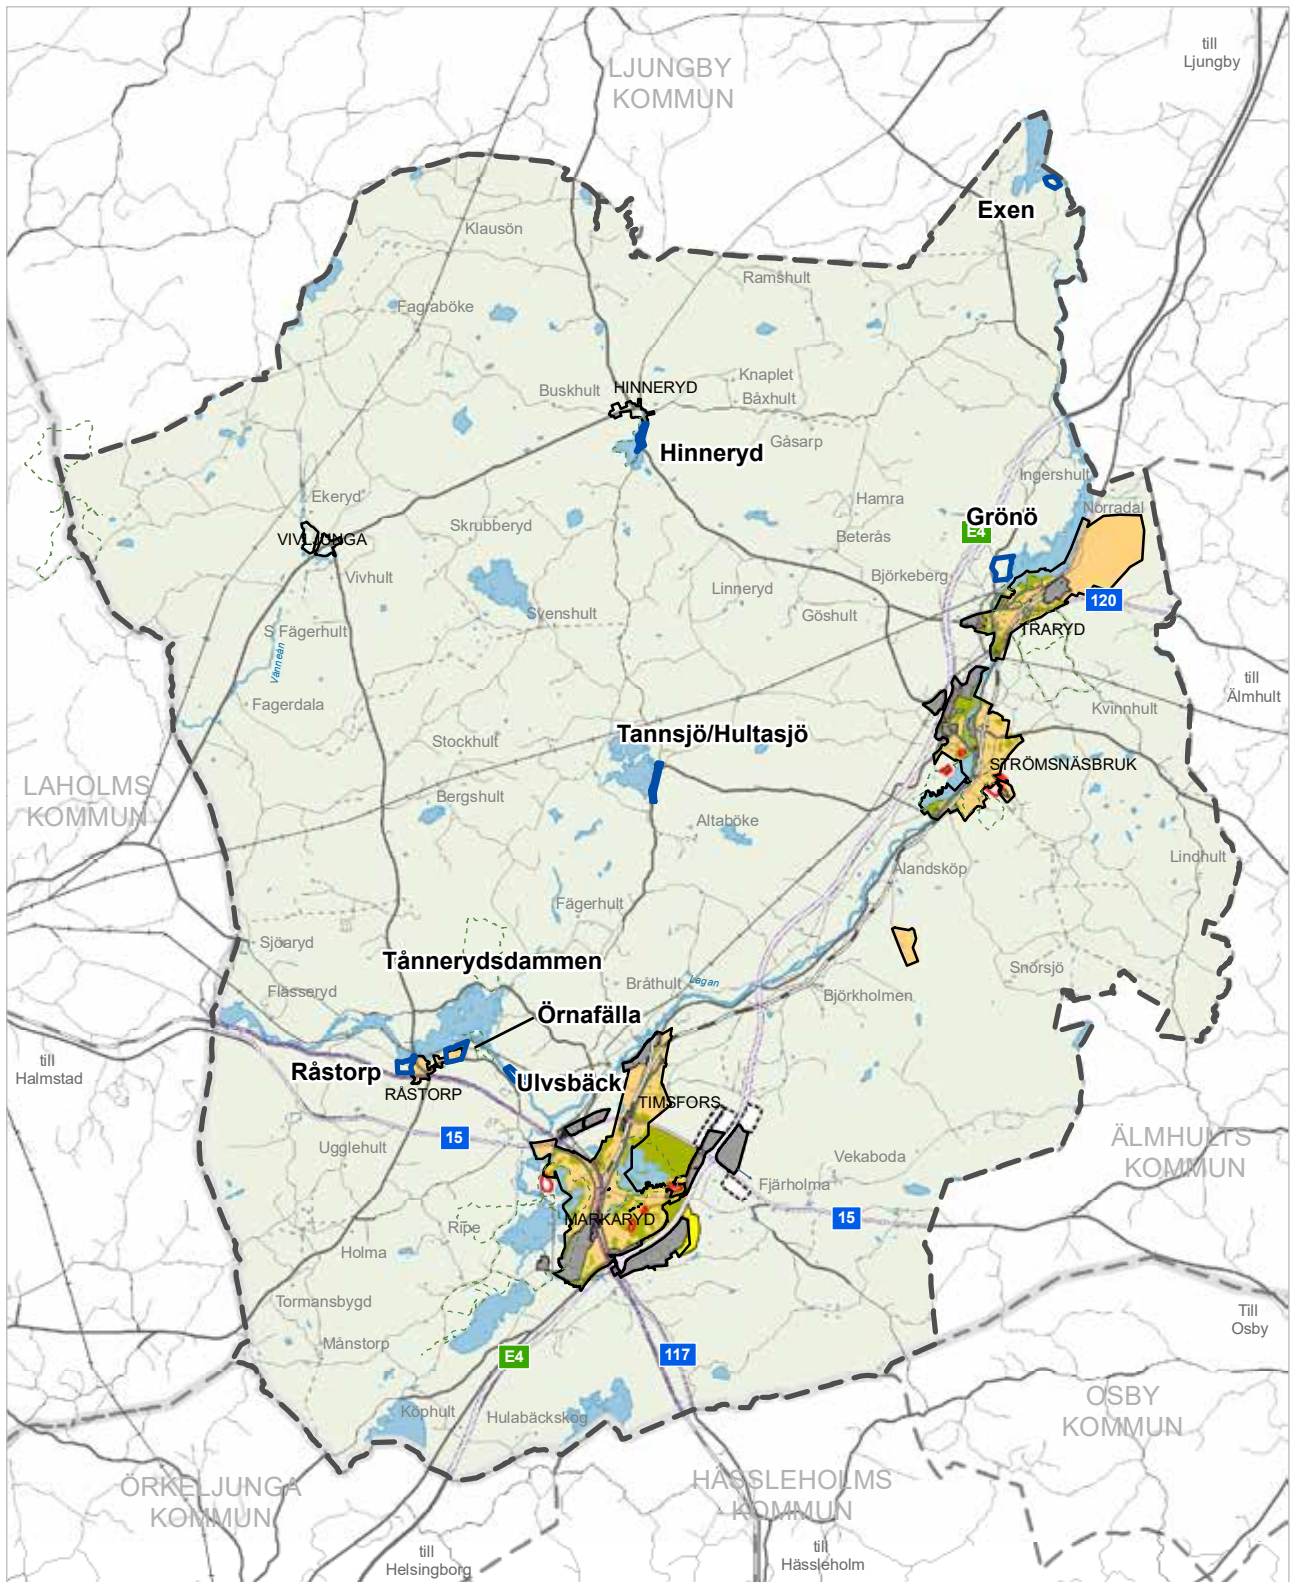 till
Ljungby
LJUNGBY
KOMMUN
Exen
Klausön
Ramshult
Fagraböke
Knaplet
HINNERYD
Buskhult
Båxhult
Gåsarp
Hinneryd
Ingershult
Ekeryd
Hamra
Norradal
Skrubberyd
Grönö
E4
VIVLJUNGA
Beterås
Vivhult
Björkeberg
Linneryd
120
Svenshult
Göshult
S Fägerhult
TRARYD
Vänneån
till
Älmhult
Fagerdala
Kvinnhult
Tannsjö/Hultasjö
Stockhult
STRÖMSNÄSBRUK
LAHOLMS
KOMMUN
Bergshult
Altaböke
Lindhult
Älandsköp
Fägerhult
Sjöaryd
Tånnerydsdammen
Snörsjö
Bråthult
Lagan
Flässeryd
Björkholmen
Örnafälla
till
Halmstad
Råstorp
Ulvsbäck
RÅSTORP
TIMSFORS
15
Ugglehult
ÄLMHULTS
KOMMUN
Vekaboda
Fjärholma
MARKARYD
15
Ripe
Holma
Tormansbygd
Till
Osby
Månstorp
E4
117
OSBY
KOMMUN
Köphult
Hulabäckskog
ÖRKELJUNGA
KOMMUN
HÄSSLEHOLMS
KOMMUN
till
Helsingborg
till
Hässleholm